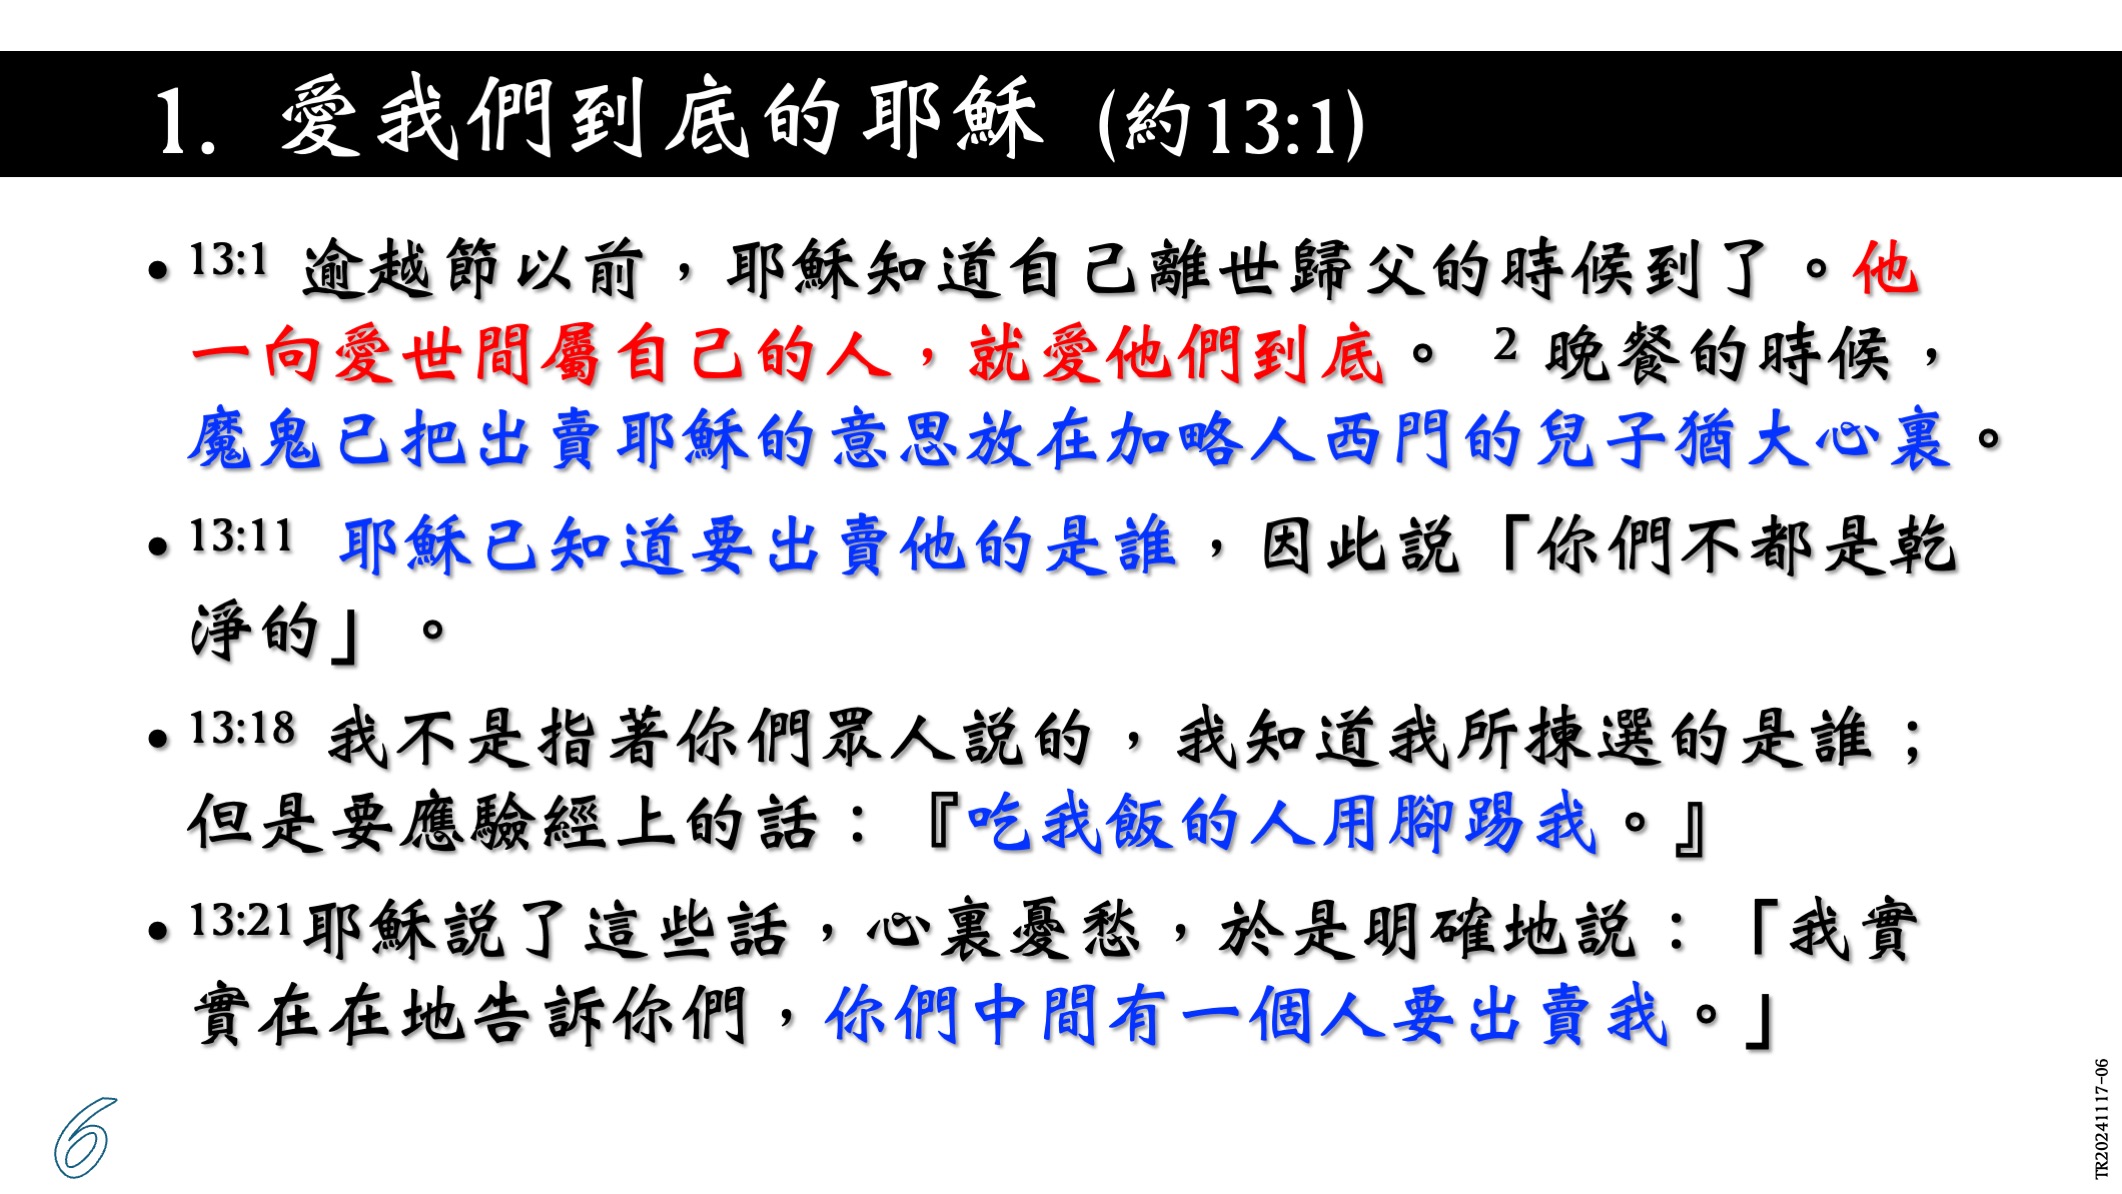 1. 愛我們到底的耶穌 (約13:1)
• 13:1 逾越節以前，耶穌知道自己離世歸父的時候到了。他
一向愛世間屬自己的人，就愛他們到底。 2 晚餐的時候，
魔鬼已把出賣耶穌的意思放在加略人西門的兒子猶大心裏。
• 13:11 耶穌已知道要出賣他的是誰，因此説「你們不都是乾
淨的」。
• 13:18 我不是指著你們眾人説的，我知道我所揀選的是誰；
但是要應驗經上的話：『吃我飯的人用腳踢我。』
• 13:21耶穌説了這些話，心裏憂愁，於是明確地説：「我實
實在在地告訴你們，你們中間有一個人要出賣我。」
6
TR20241117-06